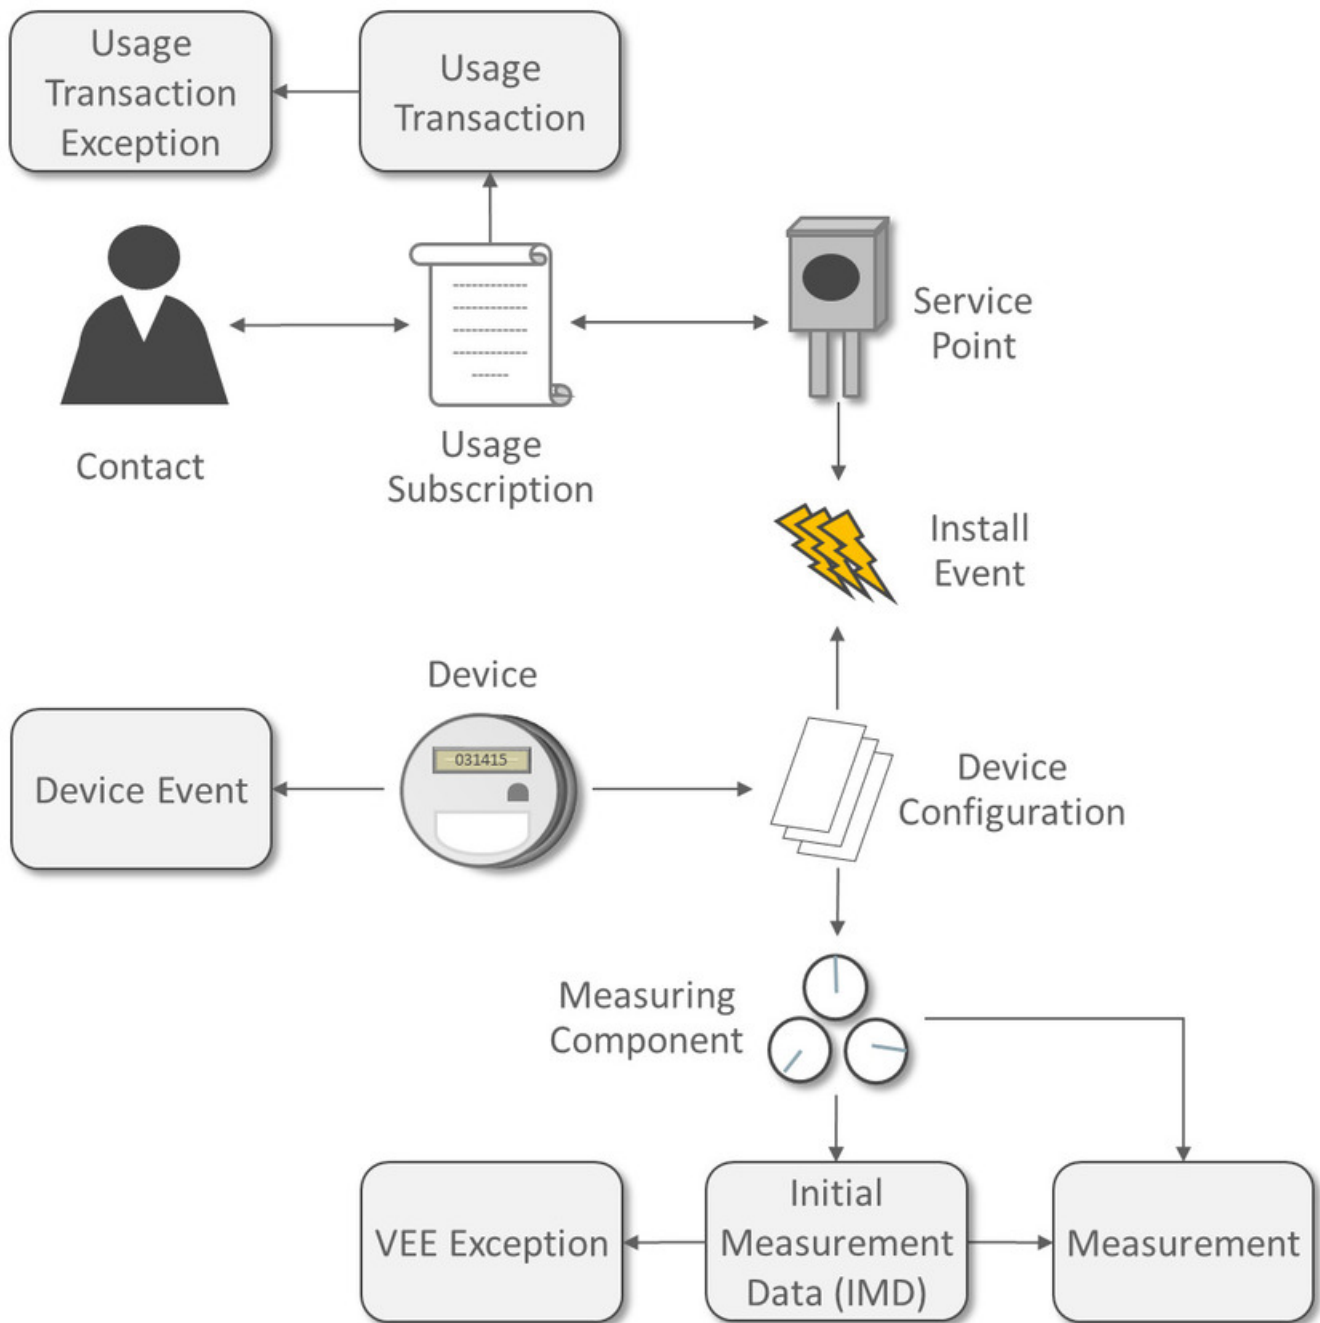 Usage
Transaction
Exception
Usage
Transaction
Service
Point
Contact
Usage
Subscription
Install
Event
Device
Device Event
031415
Device
Configuration
Measuring
Component
VEE Exception
Initial
Measurement
Data (IMD)
Measurement